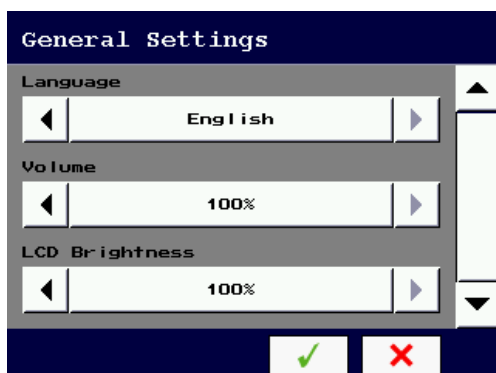 General Settings
Language
English
Volume
100%
LCD Brightness
100%